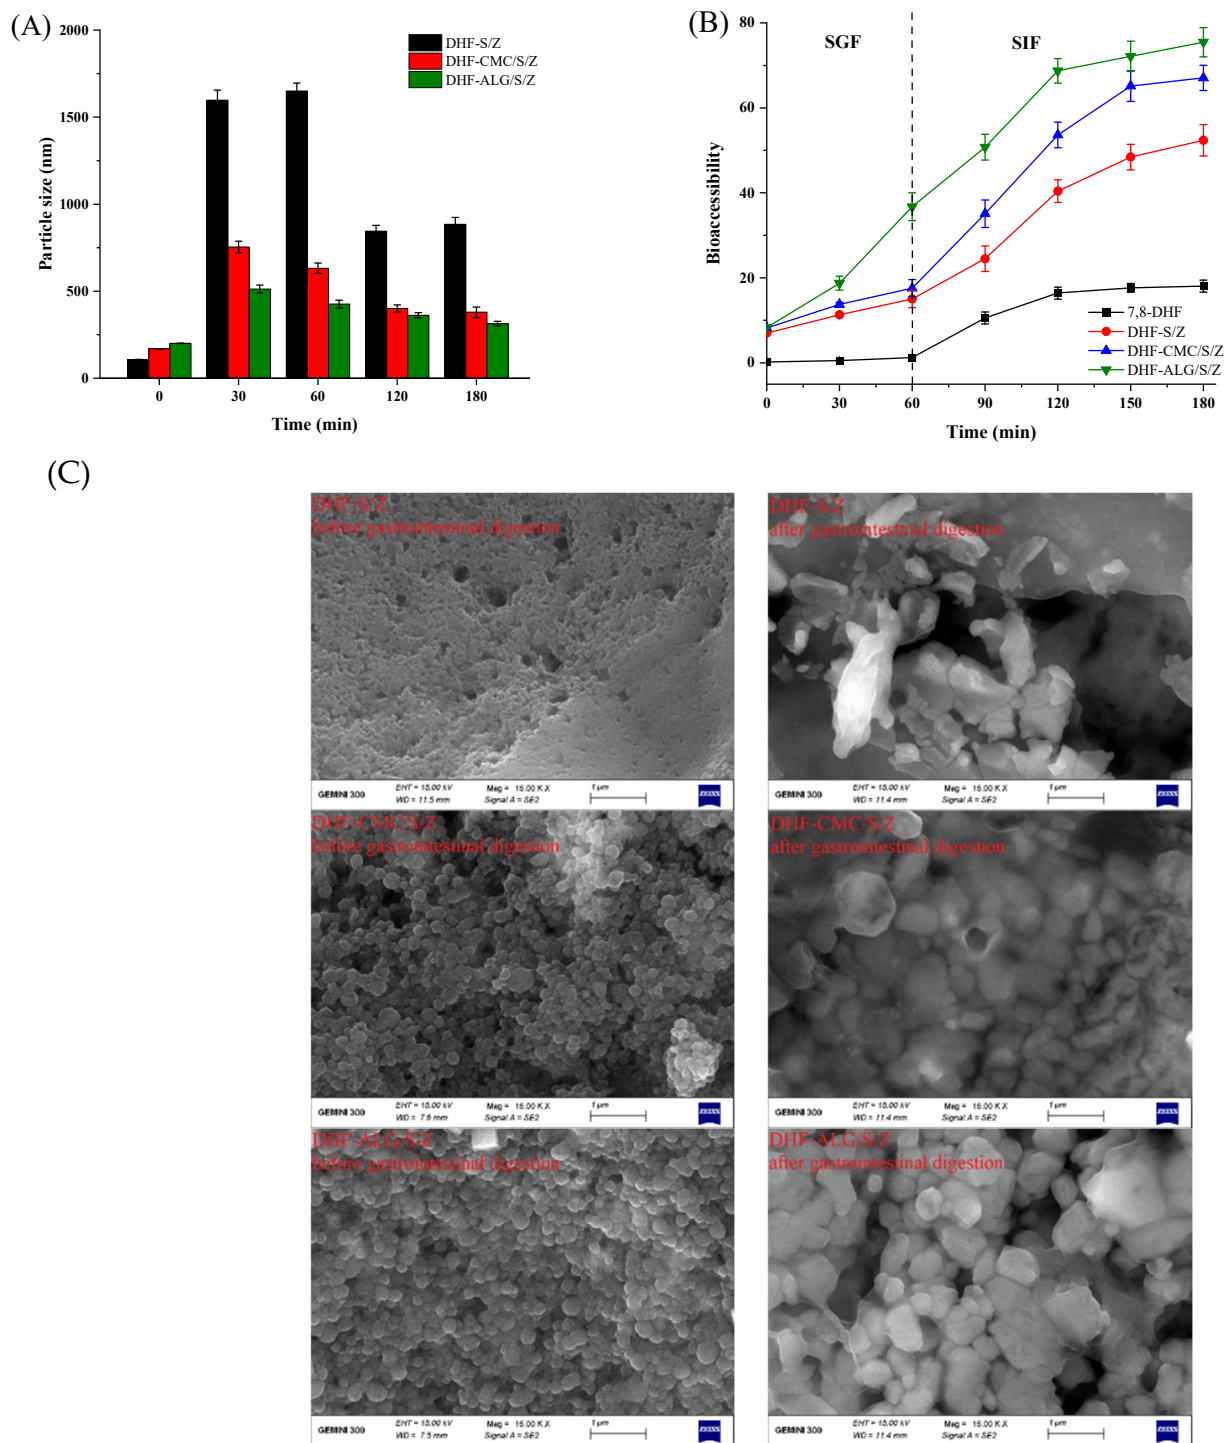 (A)
2000
1500
1000
500
0
Particle size (nm)
DHF-S/Z
DHF-CMC/S/Z
DHF-ALG/S/Z
0 30 60 120 180
Time (min)
(B)
80
60
40
20
0
Bioaccessibility
SGF SIF
7,8-DHF
DHF-S/Z
DHF-CMC/S/Z
DHF-ALG/S/Z
0 30 60 90 120 150 180
Time (min)
(C)
DHF-S/Z
before gastrointestinal digestion
GEMINI 300 EHT = 15.00 kV Mag = 15.00 K X 1 μm ZEISS
WD = 11.5 mm Signal A = SE2
DHF-S/Z
after gastrointestinal digestion
GEMINI 300 EHT = 15.00 kV Mag = 15.00 K X 1 μm ZEISS
WD = 11.4 mm Signal A = SE2
DHF-CMC/S/Z
before gastrointestinal digestion
GEMINI 300 EHT = 15.00 kV Mag = 15.00 K X 1 μm ZEISS
WD = 7.6 mm Signal A = SE2
DHF-CMC/S/Z
after gastrointestinal digestion
GEMINI 300 EHT = 15.00 kV Mag = 15.00 K X 1 μm ZEISS
WD = 11.4 mm Signal A = SE2
DHF-ALG/S/Z
before gastrointestinal digestion
GEMINI 300 EHT = 15.00 kV Mag = 15.00 K X 1 μm ZEISS
WD = 7.5 mm Signal A = SE2
DHF-ALG/S/Z
after gastrointestinal digestion
GEMINI 300 EHT = 15.00 kV Mag = 15.00 K X 1 μm ZEISS
WD = 11.4 mm Signal A = SE2